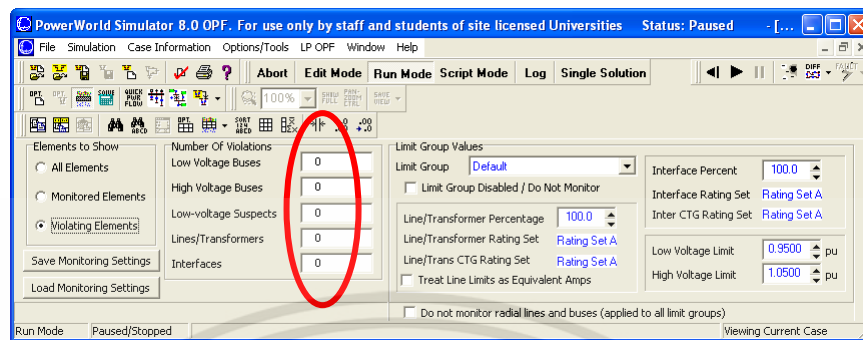 PowerWorld Simulator 8.0 OPF. For use only by staff and students of site licensed Universities Status: Paused - [...
File Simulation Case Information Options/Tools LP OPF Window Help
Abort Edit Mode Run Mode Script Mode Log Single Solution
100%
Elements to Show
All Elements
Monitored Elements
Violating Elements
Save Monitoring Settings
Load Monitoring Settings
Number Of Violations
Low Voltage Buses 0
High Voltage Buses 0
Low-voltage Suspects 0
Lines/Transformers 0
Interfaces 0
Limit Group Values
Limit Group Default
Limit Group Disabled / Do Not Monitor
Line/Transformer Percentage 100.0
Line/Transformer Rating Set Rating Set A
Line/Trans CTG Rating Set Rating Set A
Treat Line Limits as Equivalent Amps
Interface Percent 100.0
Interface Rating Set Rating Set A
Inter CTG Rating Set Rating Set A
Low Voltage Limit 0.9500 pu
High Voltage Limit 1.0500 pu
Do not monitor radial lines and buses (applied to all limit groups)
Run Mode Paused/Stopped Viewing Current Case